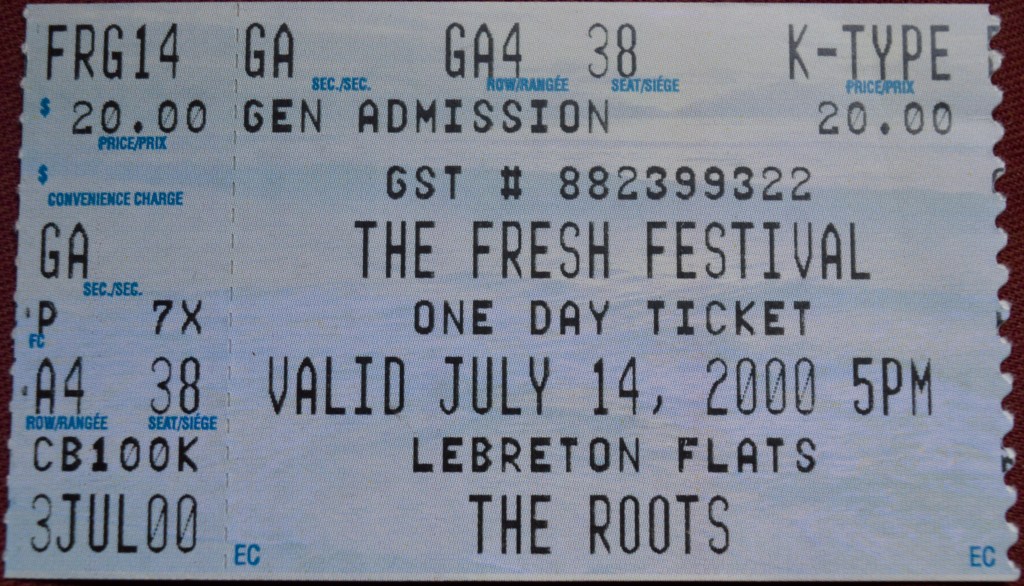 FRG14 GA GA4 38 K-TYPE
SEC./SEC. ROW/RANGÉE SEAT/SIÉGE PRICE/PRIX
$ 20.00 GEN ADMISSION 20.00
PRICE/PRIX
$ GST # 882399322
CONVENIENCE CHARGE
GA THE FRESH FESTIVAL
SEC./SEC.
P 7X ONE DAY TICKET
FC
A4 38 VALID JULY 14, 2000 5PM
ROW/RANGÉE SEAT/SIÉGE
CB100K LEBRETON FLATS
3JUL00 THE ROOTS
EC EC